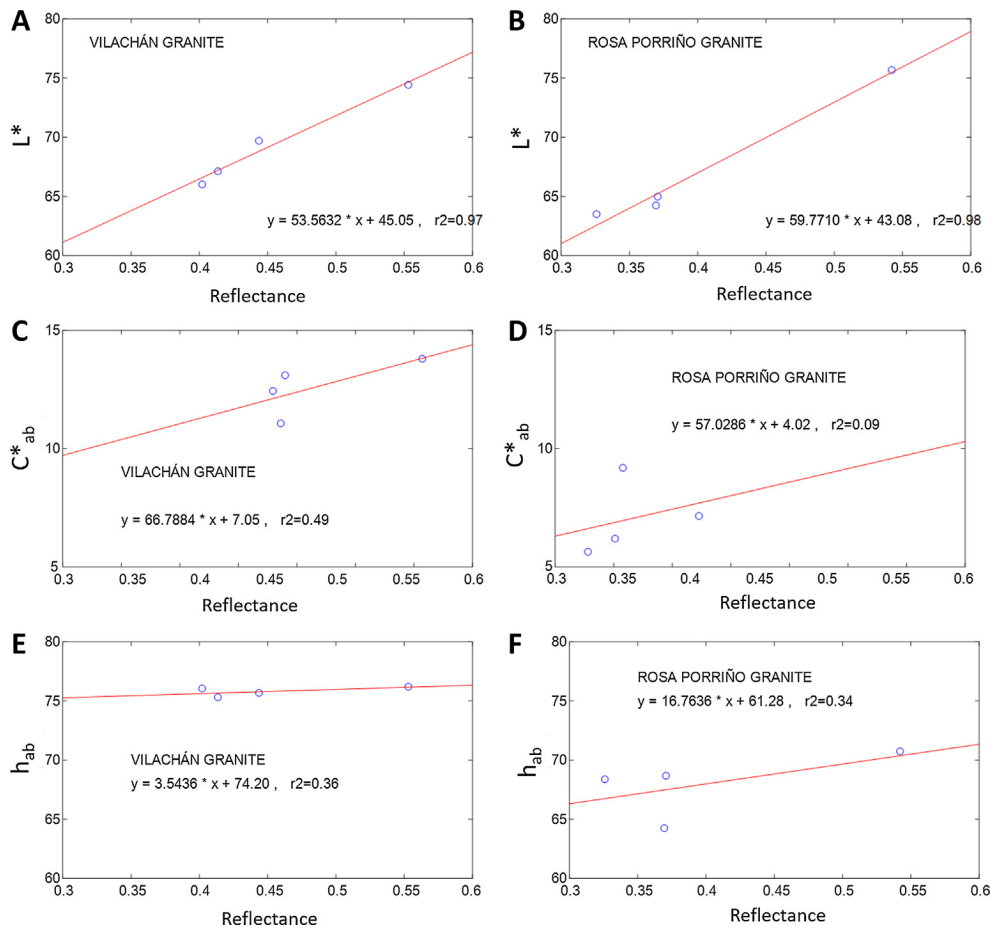 A
80
VILACHÁN GRANITE
75
70
L*
65
y = 53.5632 * x + 45.05 , r2=0.97
60
0.3 0.35 0.4 0.45 0.5 0.55 0.6
Reflectance
B
80
ROSA PORRIÑO GRANITE
75
70
L*
65
y = 59.7710 * x + 43.08 , r2=0.98
60
0.3 0.35 0.4 0.45 0.5 0.55 0.6
Reflectance
C
15
10
C*ab
VILACHÁN GRANITE
y = 66.7884 * x + 7.05 , r2=0.49
5
0.3 0.35 0.4 0.45 0.5 0.55 0.6
Reflectance
D
15
ROSA PORRIÑO GRANITE
y = 57.0286 * x + 4.02 , r2=0.09
10
C*ab
5
0.3 0.35 0.4 0.45 0.5 0.55 0.6
Reflectance
E
80
75
70
hab
VILACHÁN GRANITE
y = 3.5436 * x + 74.20 , r2=0.36
65
60
0.3 0.35 0.4 0.45 0.5 0.55 0.6
Reflectance
F
80
ROSA PORRIÑO GRANITE
y = 16.7636 * x + 61.28 , r2=0.34
75
70
hab
65
60
0.3 0.35 0.4 0.45 0.5 0.55 0.6
Reflectance